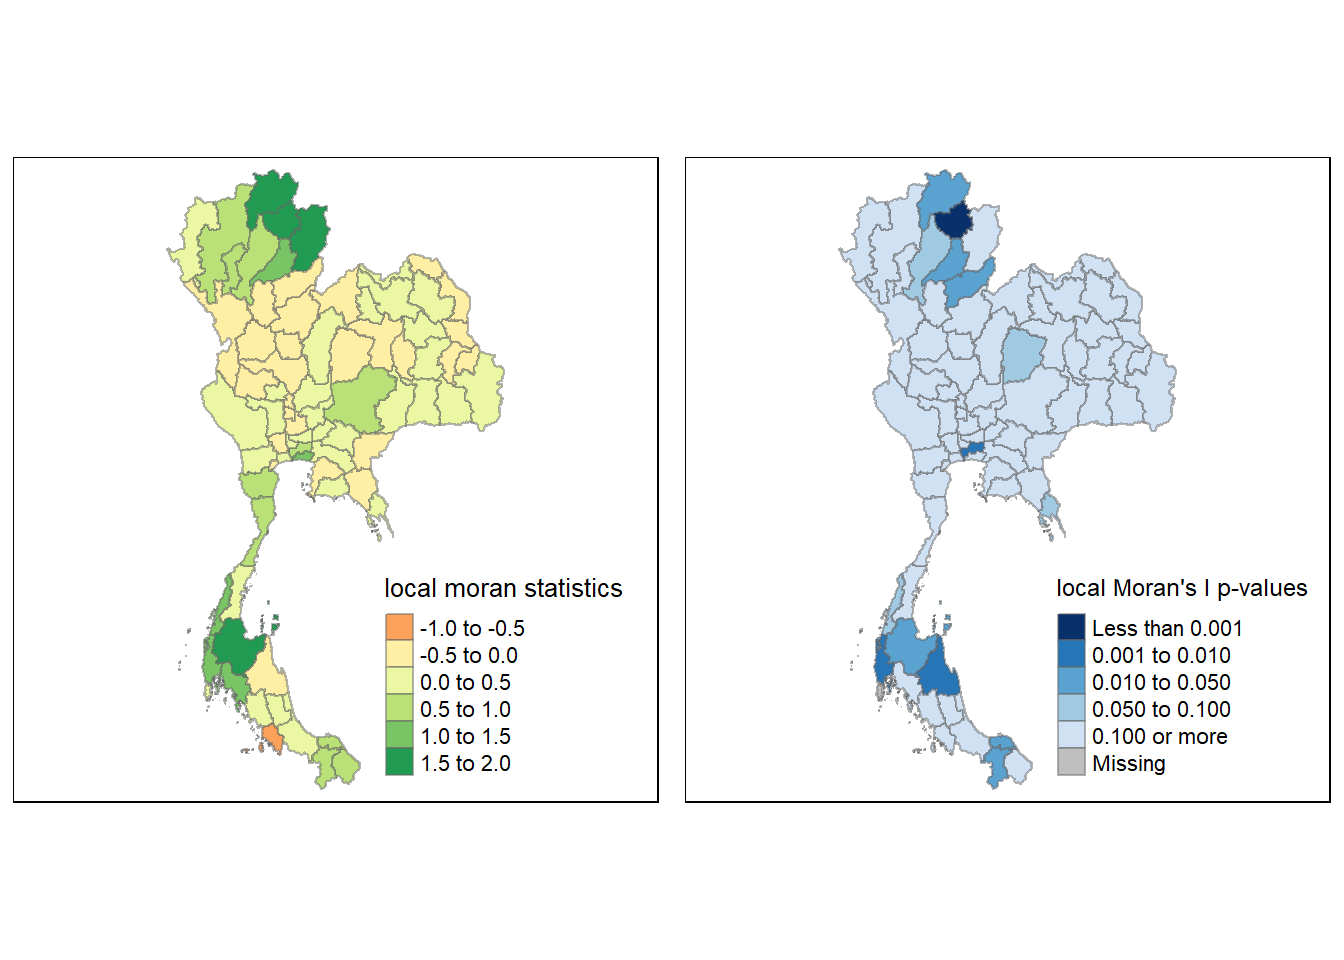 local moran statistics
-1.0 to -0.5
-0.5 to 0.0
0.0 to 0.5
0.5 to 1.0
1.0 to 1.5
1.5 to 2.0
local Moran's I p-values
Less than 0.001
0.001 to 0.010
0.010 to 0.050
0.050 to 0.100
0.100 or more
Missing